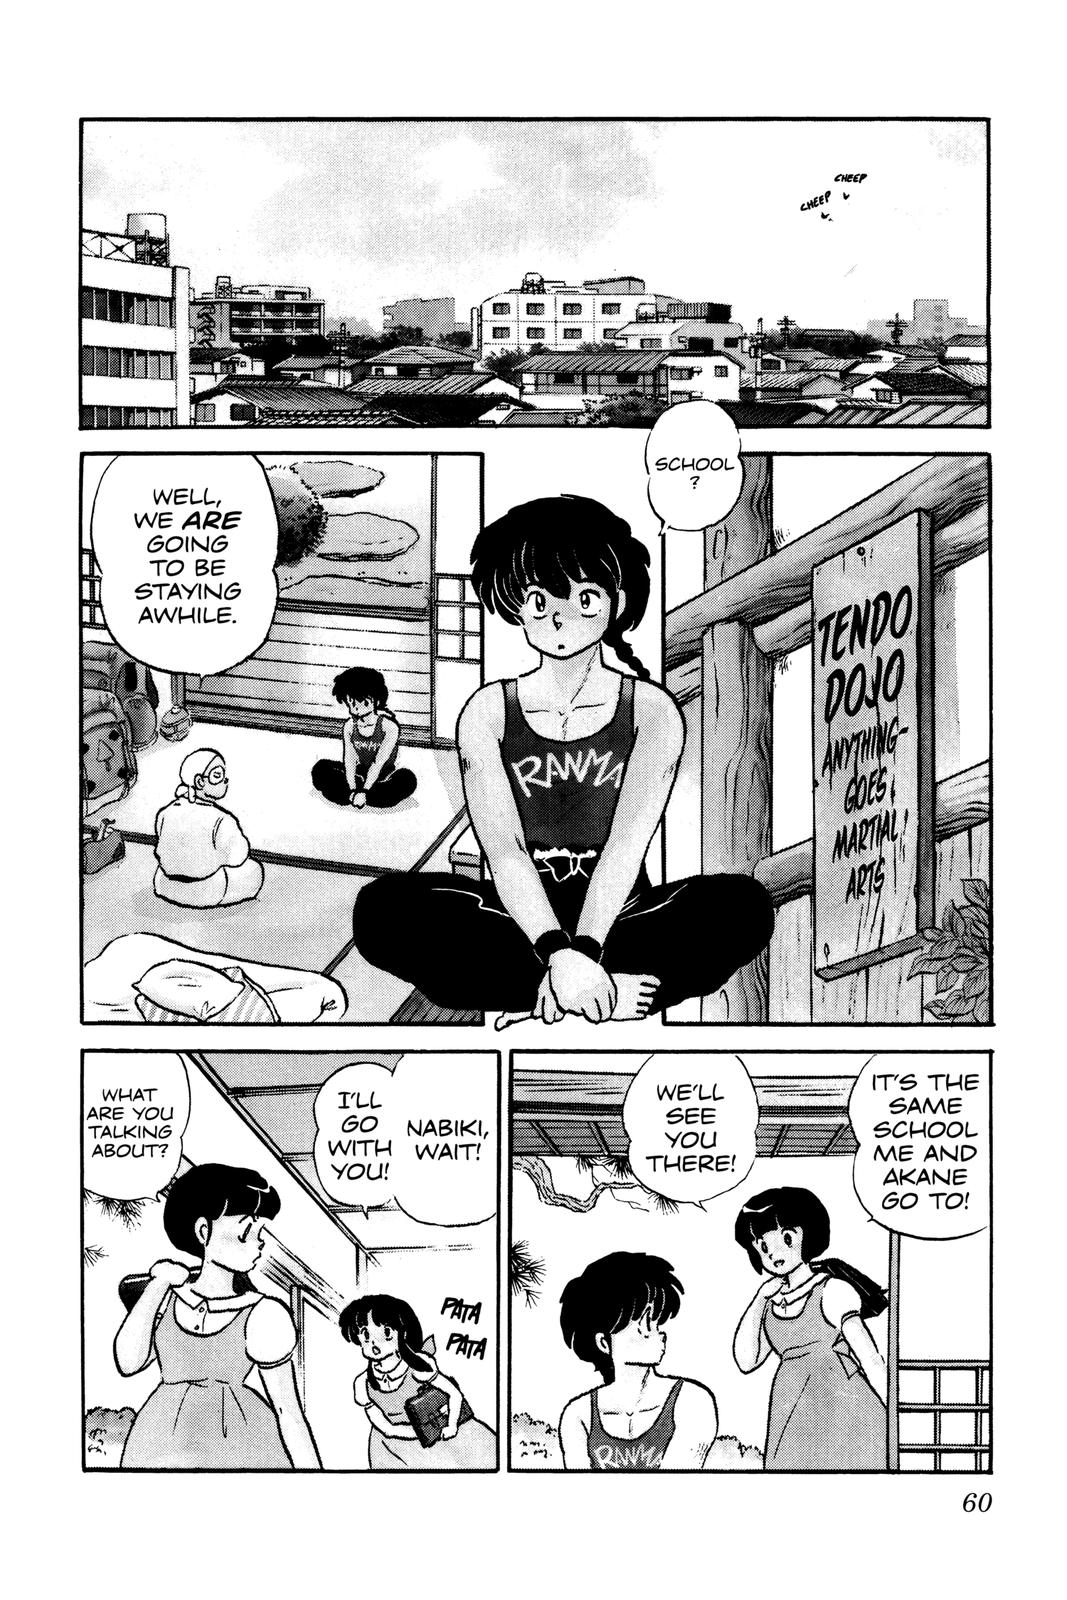 CHEEP
CHEEP
SCHOOL
?
TENDO
DOJO
ANYTHING-
GOES
MARTIAL
ARTS
RANMA
WELL,
WE ARE
GOING
TO BE
STAYING
AWHILE.
RANMA
IT'S THE
SAME
SCHOOL
ME AND
AKANE
GO TO!
WE'LL
SEE
YOU
THERE!
RANMA
NABIKI,
WAIT!
I'LL
GO
WITH
YOU!
PATA
PATA
WHAT
ARE YOU
TALKING
ABOUT?
60